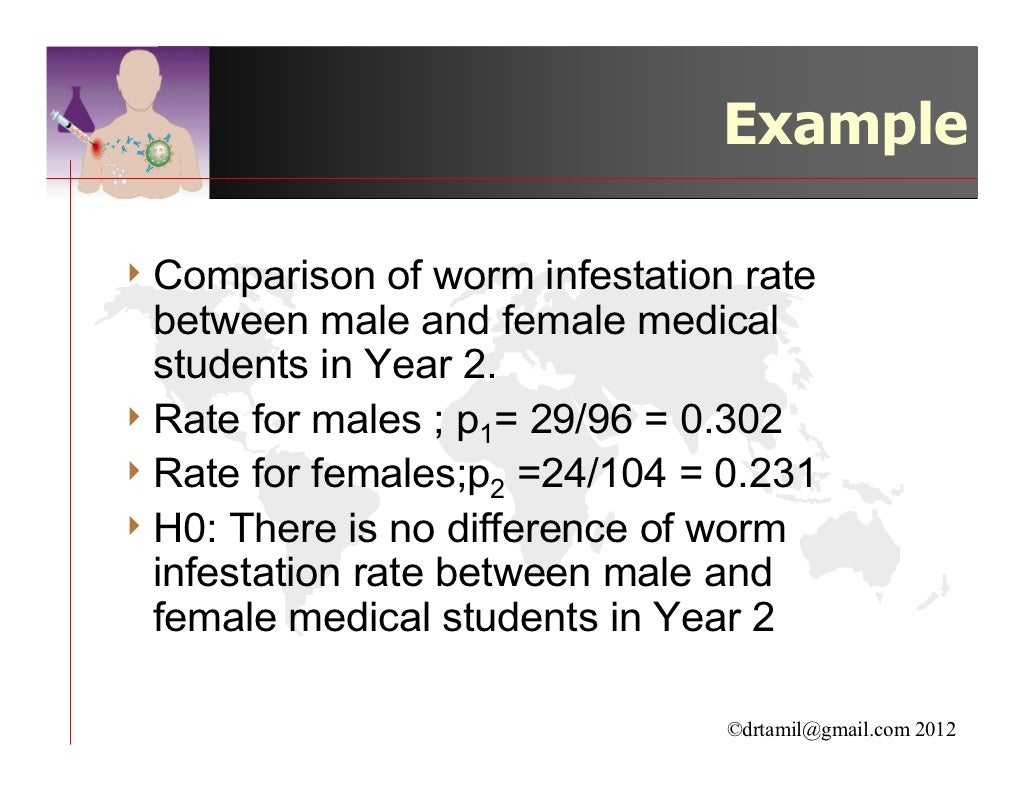 Example
Comparison of worm infestation rate
between male and female medical
students in Year 2.
Rate for males ; p₁= 29/96 = 0.302
Rate for females;p₂ =24/104 = 0.231
H0: There is no difference of worm
infestation rate between male and
female medical students in Year 2
©drtamil@gmail.com 2012